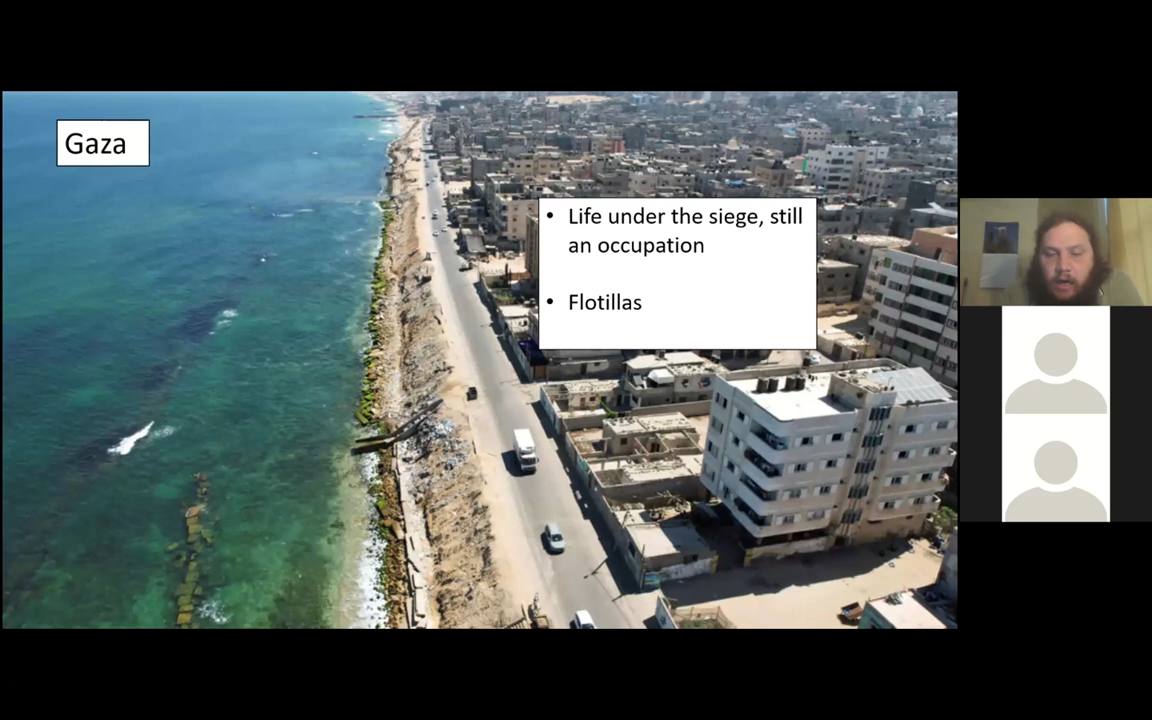 Gaza
• Life under the siege, still
an occupation
• Flotillas